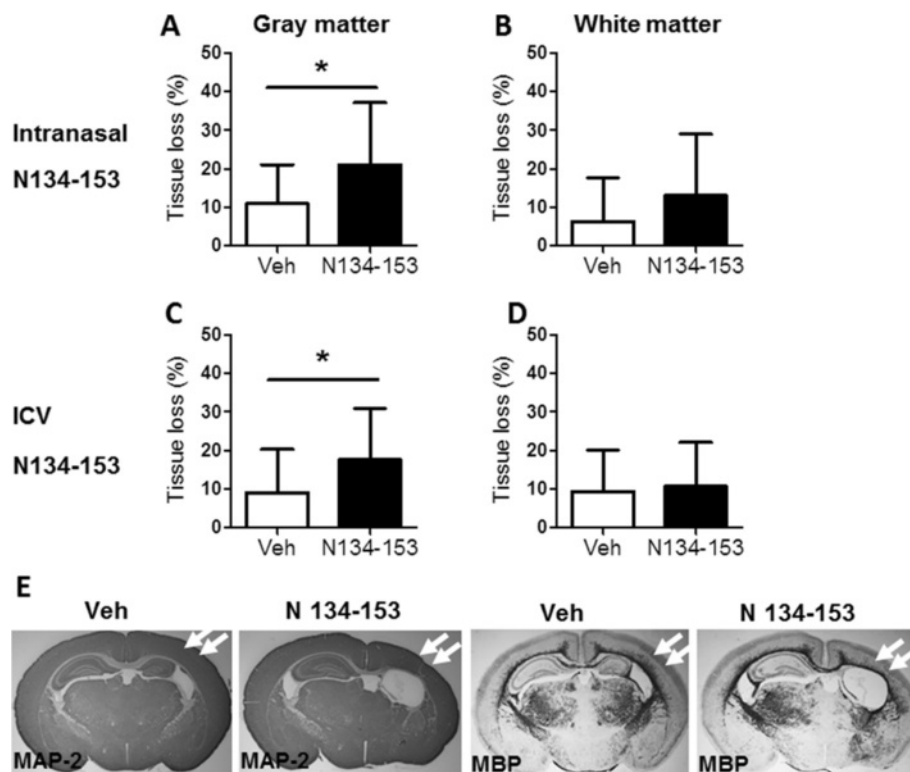 A Gray matter
B White matter
Intranasal
N134-153
Tissue loss (%)
50
40
30
20
10
0
*
Veh N134-153
Tissue loss (%)
50
40
30
20
10
0
Veh N134-153
C
D
ICV
N134-153
Tissue loss (%)
50
40
30
20
10
0
*
Veh N134-153
Tissue loss (%)
50
40
30
20
10
0
Veh N134-153
E
Veh N 134-153 Veh N 134-153
MAP-2 MAP-2 MBP MBP